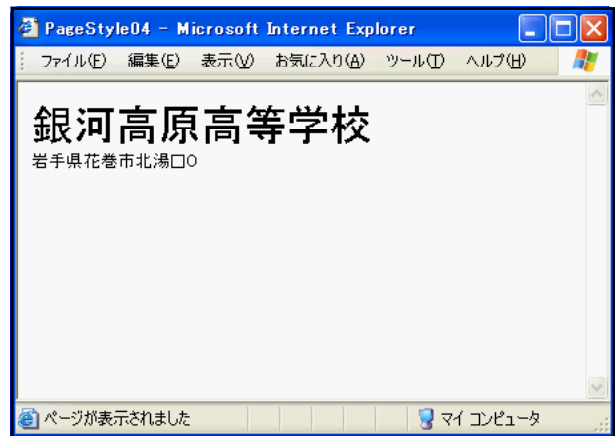 PageStyle04 - Microsoft Internet Explorer
ファイル(F) 編集(E) 表示(V) お気に入り(A) ツール(T) ヘルプ(H)
銀河高原高等学校
岩手県花巻市北湯口0
ページが表示されました マイ コンピュータ